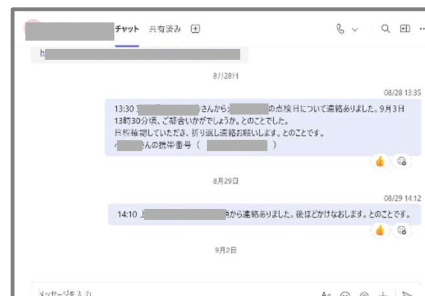 チャット 共有済み
8月28日
08/28 13:35
13:30 さんから の点検日について連絡ありました。9月3日
13時30分頃、ご都合いかがでしょうか。とのことでした。
日程確認していただき、折り返し連絡お願いします。とのことです。
さんの携帯番号（ ）
8月29日
08/29 14:12
14:10 から連絡ありました。後ほどかけなおします。とのことです。
9月2日
メッセージを入力